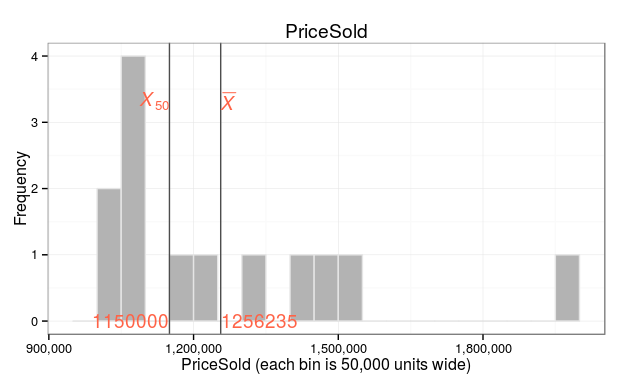 PriceSold
4
3
2
1
0
Frequency
X 50
X̅
1150000
1256235
900,000 1,200,000 1,500,000 1,800,000
PriceSold (each bin is 50,000 units wide)